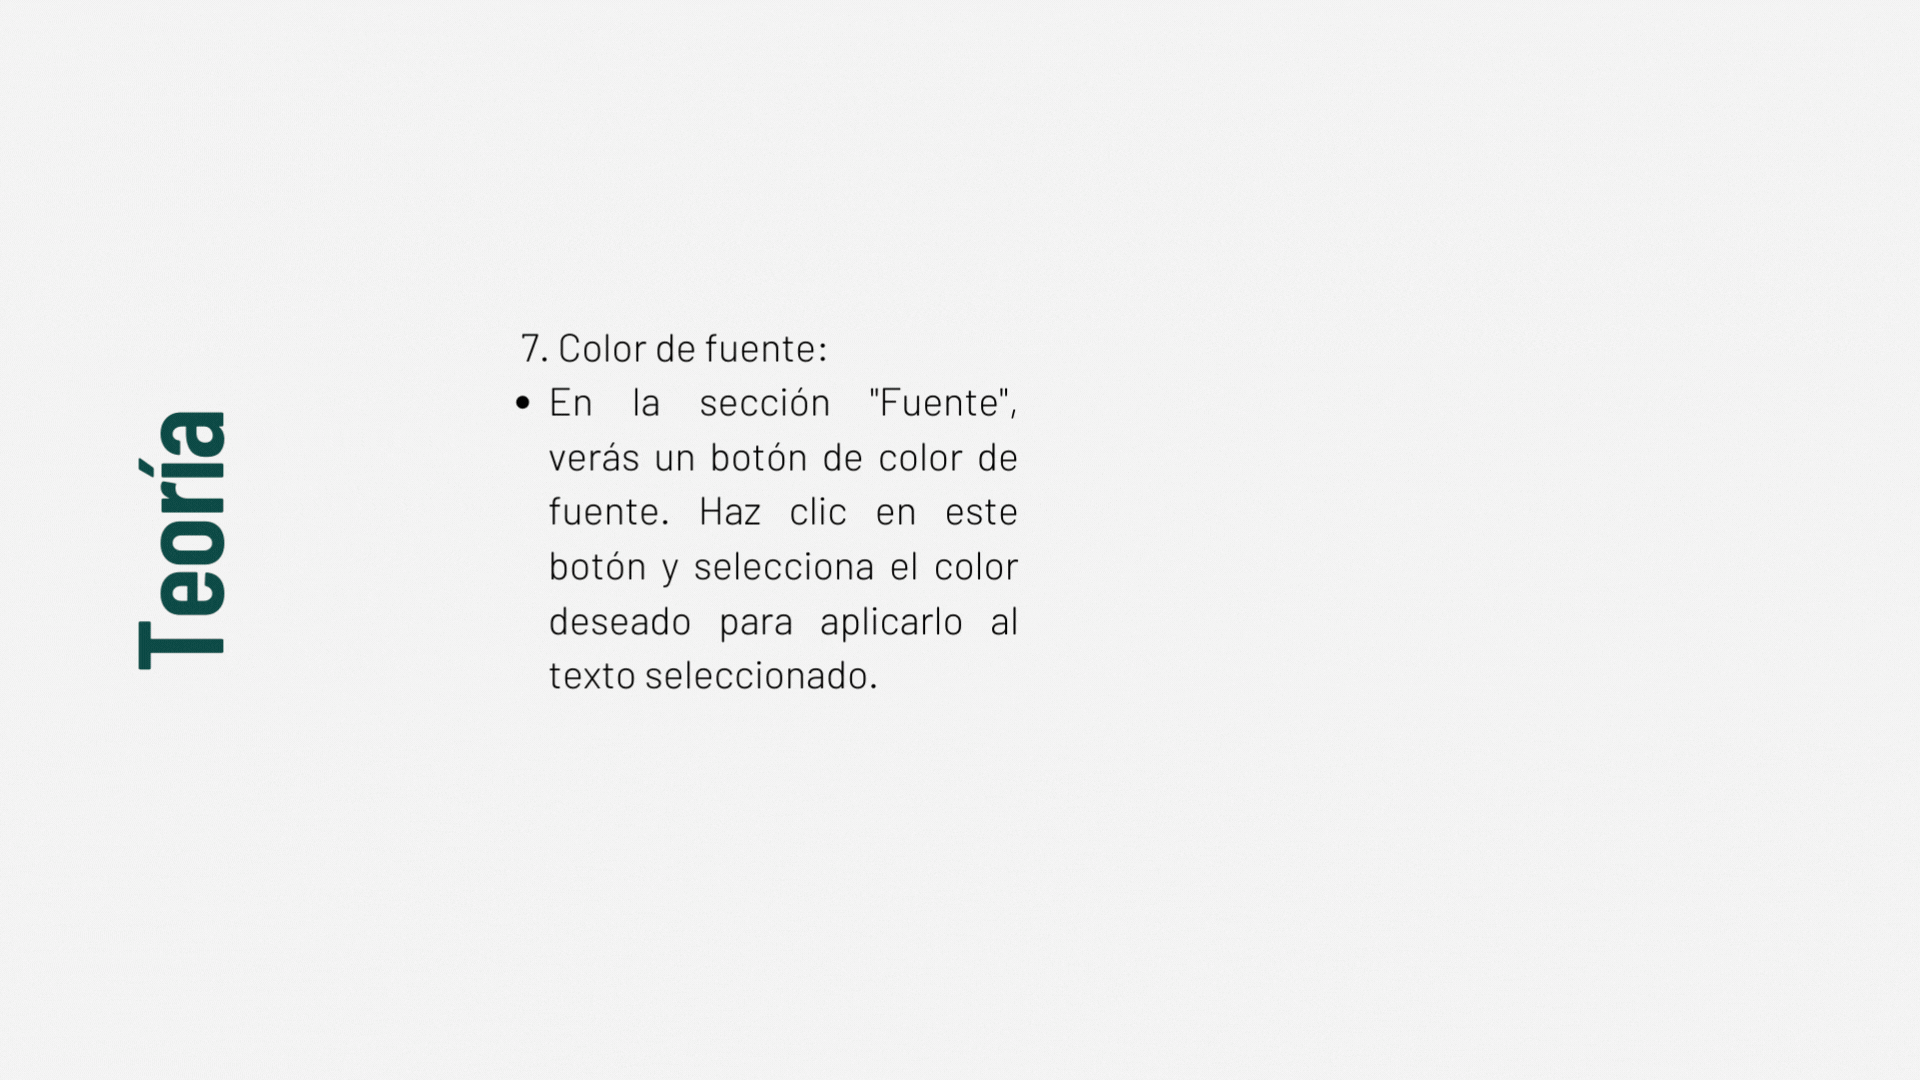 Teoría
7. Color de fuente:
• En la sección "Fuente",
verás un botón de color de
fuente. Haz clic en este
botón y selecciona el color
deseado para aplicarlo al
texto seleccionado.